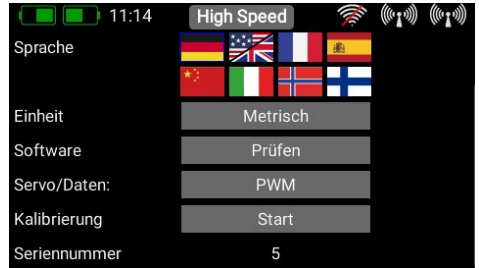 11:14 High Speed
Sprache
Einheit Metrisch
Software Prüfen
Servo/Daten: PWM
Kalibrierung Start
Seriennummer 5